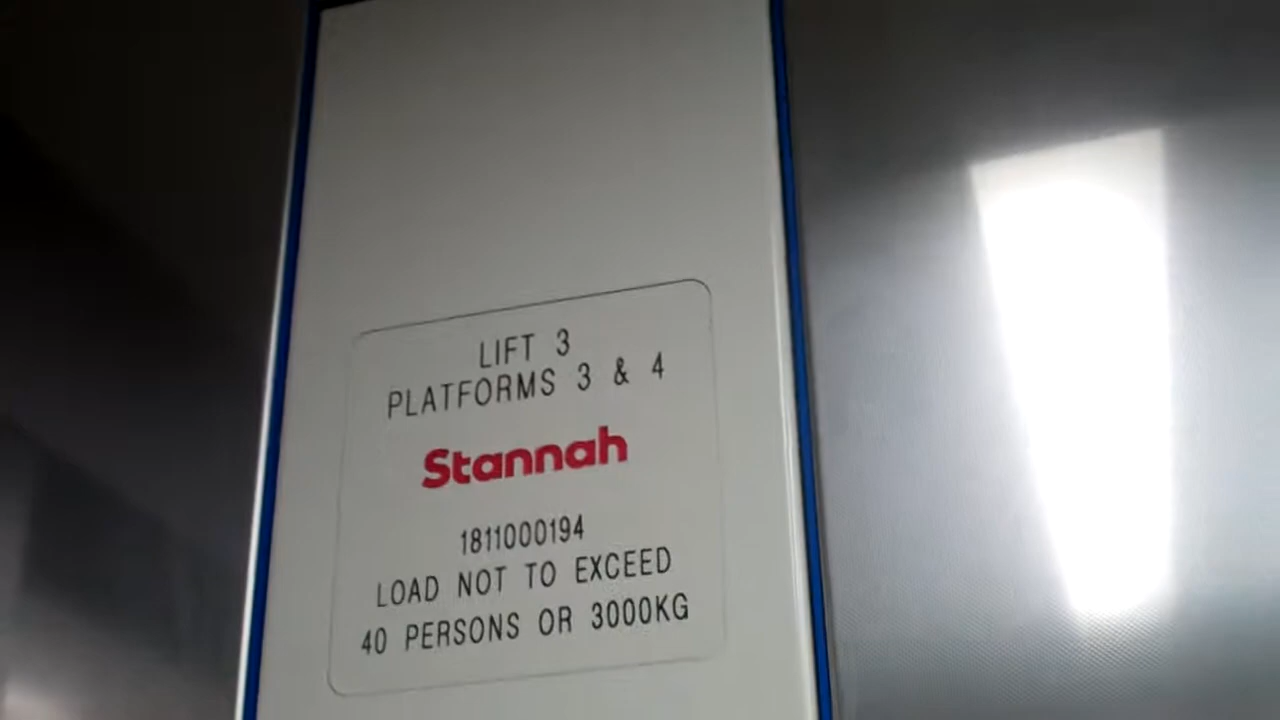 LIFT 3
PLATFORMS 3 & 4
Stannah
1811000194
LOAD NOT TO EXCEED
40 PERSONS OR 3000KG